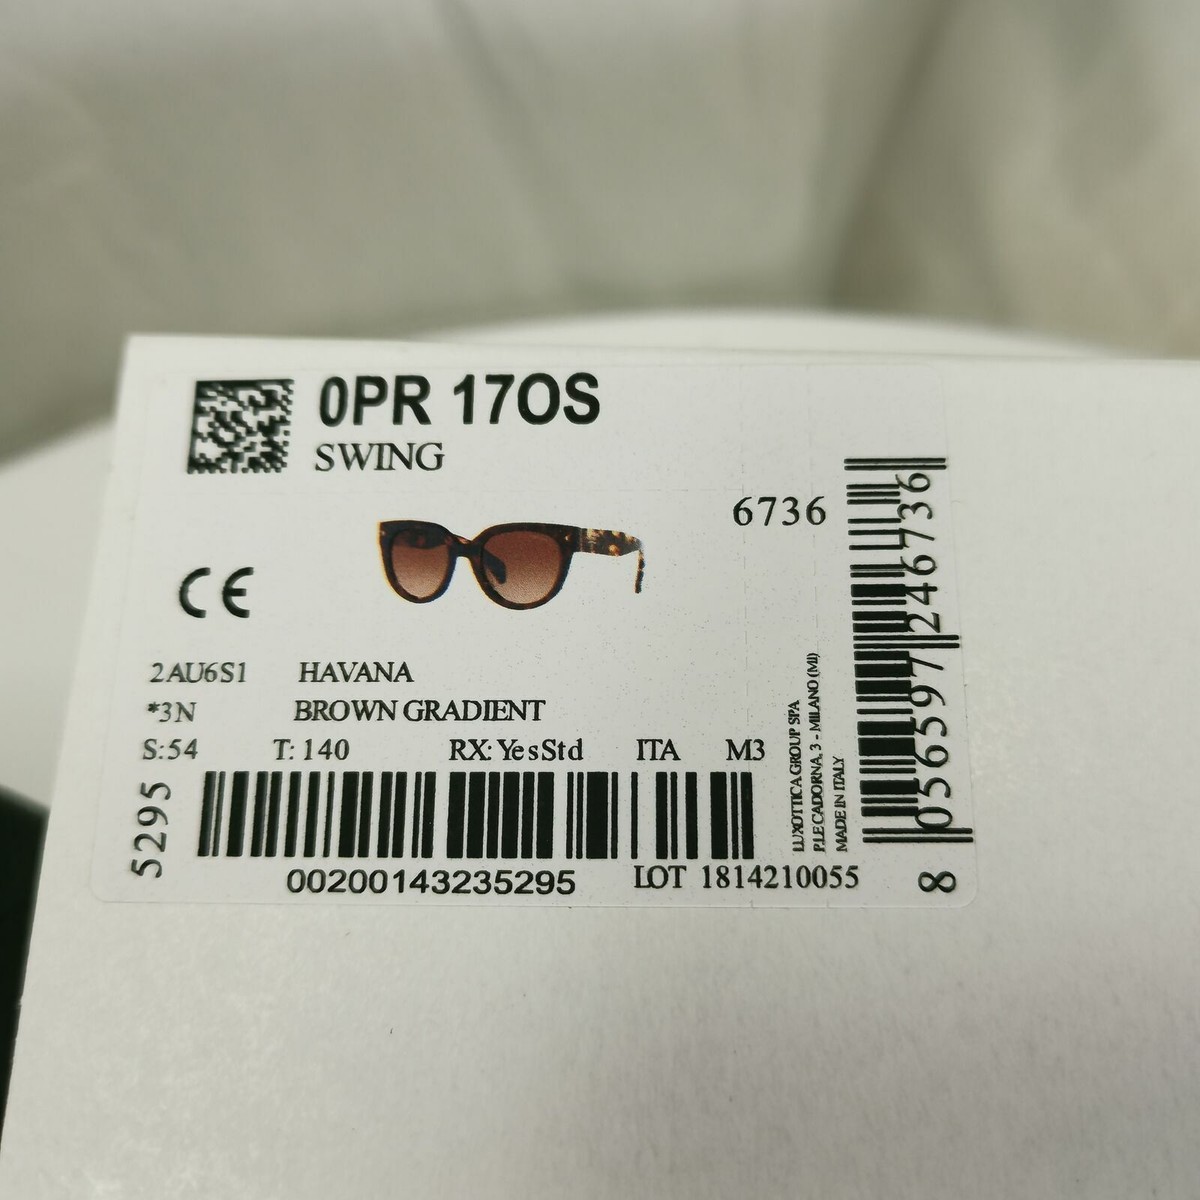 0PR 17OS
SWING
6736
CE
2AU6S1 HAVANA
*3N BROWN GRADIENT
S:54 T: 140 RX: YesStd ITA M3
5295
00200143235295
LOT 1814210055
LUXOTTICA GROUP SPA
P.LE CADORNA, 3 - MILANO (MI)
MADE IN ITALY
8 056597 246736